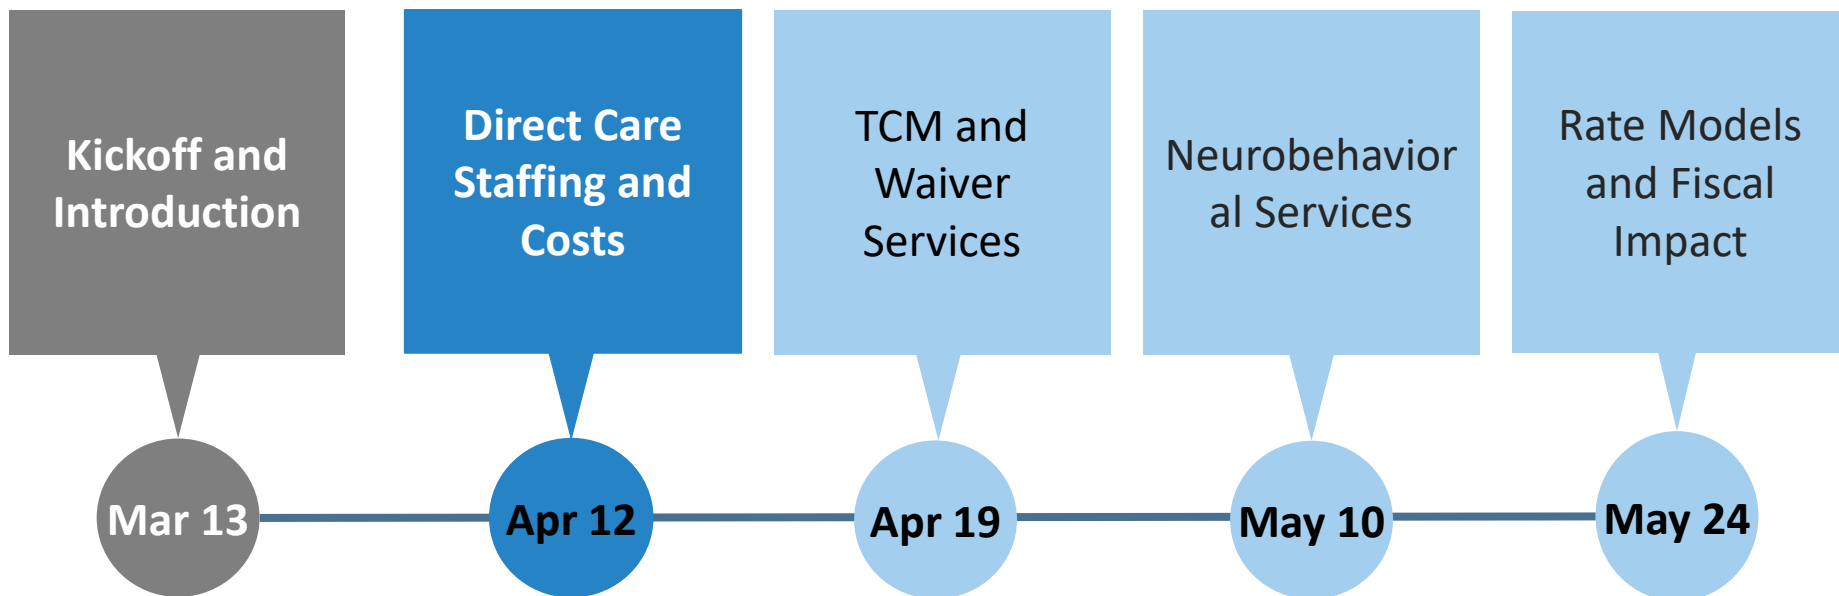 Kickoff and
Introduction
Direct Care
Staffing and
Costs
TCM and
Waiver
Services
Neurobehavior
al Services
Rate Models
and Fiscal
Impact
Mar 13
Apr 12
Apr 19
May 10
May 24